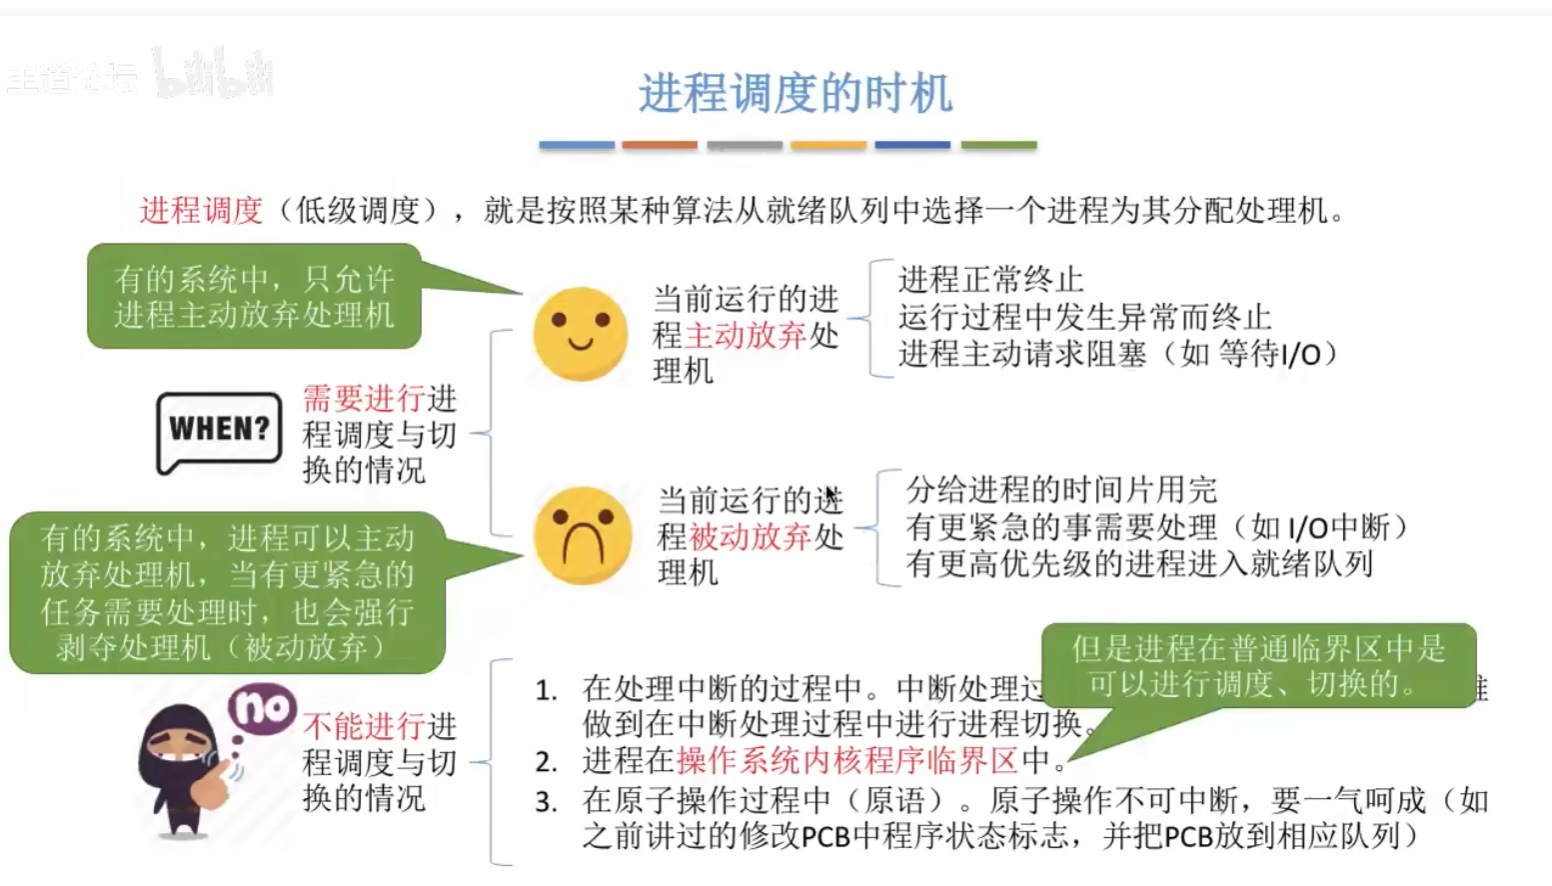 王道论坛 bilibili
进程调度的时机
进程调度（低级调度），就是按照某种算法从就绪队列中选择一个进程为其分配处理机。
有的系统中，只允许
进程主动放弃处理机
当前运行的进
程主动放弃处
理机
进程正常终止
运行过程中发生异常而终止
进程主动请求阻塞（如 等待I/O）
WHEN?
需要进行进
程调度与切
换的情况
有的系统中，进程可以主动
放弃处理机，当有更紧急的
任务需要处理时，也会强行
剥夺处理机（被动放弃）
当前运行的进
程被动放弃处
理机
分给进程的时间片用完
有更紧急的事需要处理（如 I/O中断）
有更高优先级的进程进入就绪队列
no
不能进行进
程调度与切
换的情况
但是进程在普通临界区中是
可以进行调度、切换的。
1. 在处理中断的过程中。中断处理过
做到在中断处理过程中进行进程切换。
2. 进程在操作系统内核程序临界区中。
3. 在原子操作过程中（原语）。原子操作不可中断，要一气呵成（如
之前讲过的修改PCB中程序状态标志，并把PCB放到相应队列）